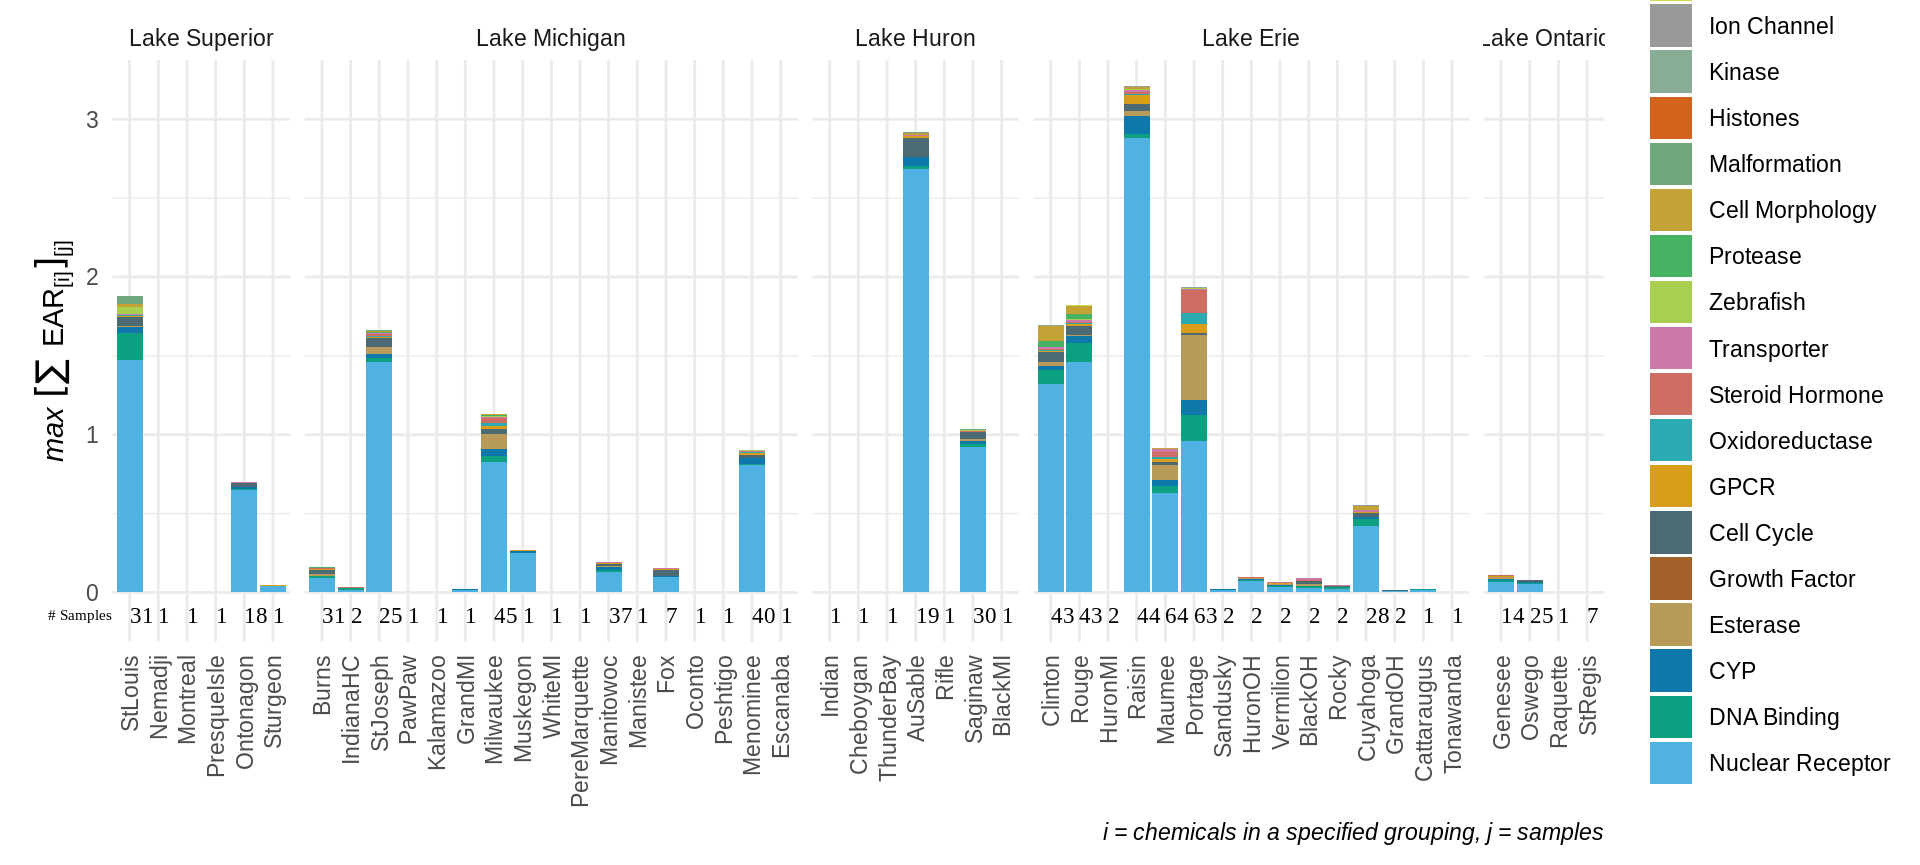 Lake Superior Lake Michigan Lake Huron Lake Erie ake Ontari
max [∑ EAR[i]][j]
3
2
1
0
# Samples 31 1 1 1 18 1 31 2 25 1 1 1 45 1 1 1 37 1 7 1 1 40 1 1 1 1 19 1 30 1 43 43 2 44 64 63 2 2 2 2 2 28 2 1 1 14 25 1 7
StLouis
Nemadji
Montreal
PresqueIsle
Ontonagon
Sturgeon
Burns
IndianaHC
StJoseph
PawPaw
Kalamazoo
GrandMI
Milwaukee
Muskegon
WhiteMI
PereMarquette
Manitowoc
Manistee
Fox
Oconto
Peshtigo
Menominee
Escanaba
Indian
Cheboygan
ThunderBay
AuSable
Rifle
Saginaw
BlackMI
Clinton
Rouge
HuronMI
Raisin
Maumee
Portage
Sandusky
HuronOH
Vermilion
BlackOH
Rocky
Cuyahoga
GrandOH
Cattaraugus
Tonawanda
Genesee
Oswego
Raquette
StRegis
Ion Channel
Kinase
Histones
Malformation
Cell Morphology
Protease
Zebrafish
Transporter
Steroid Hormone
Oxidoreductase
GPCR
Cell Cycle
Growth Factor
Esterase
CYP
DNA Binding
Nuclear Receptor
i = chemicals in a specified grouping, j = samples